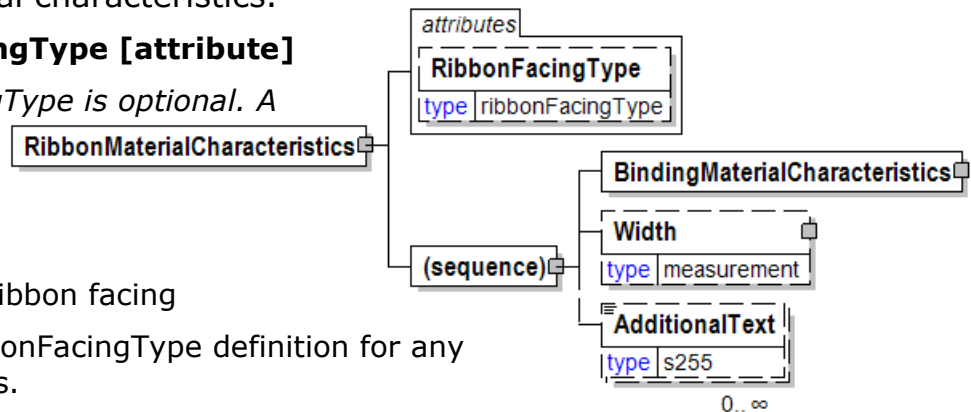 al characteristics.
ngType [attribute]
gType is optional. A
ibbon facing
onFacingType definition for any
s.
attributes
RibbonFacingType
type ribbonFacingType
RibbonMaterialCharacteristics
(sequence)
BindingMaterialCharacteristics
Width
type measurement
AdditionalText
type s255
0.. ∞